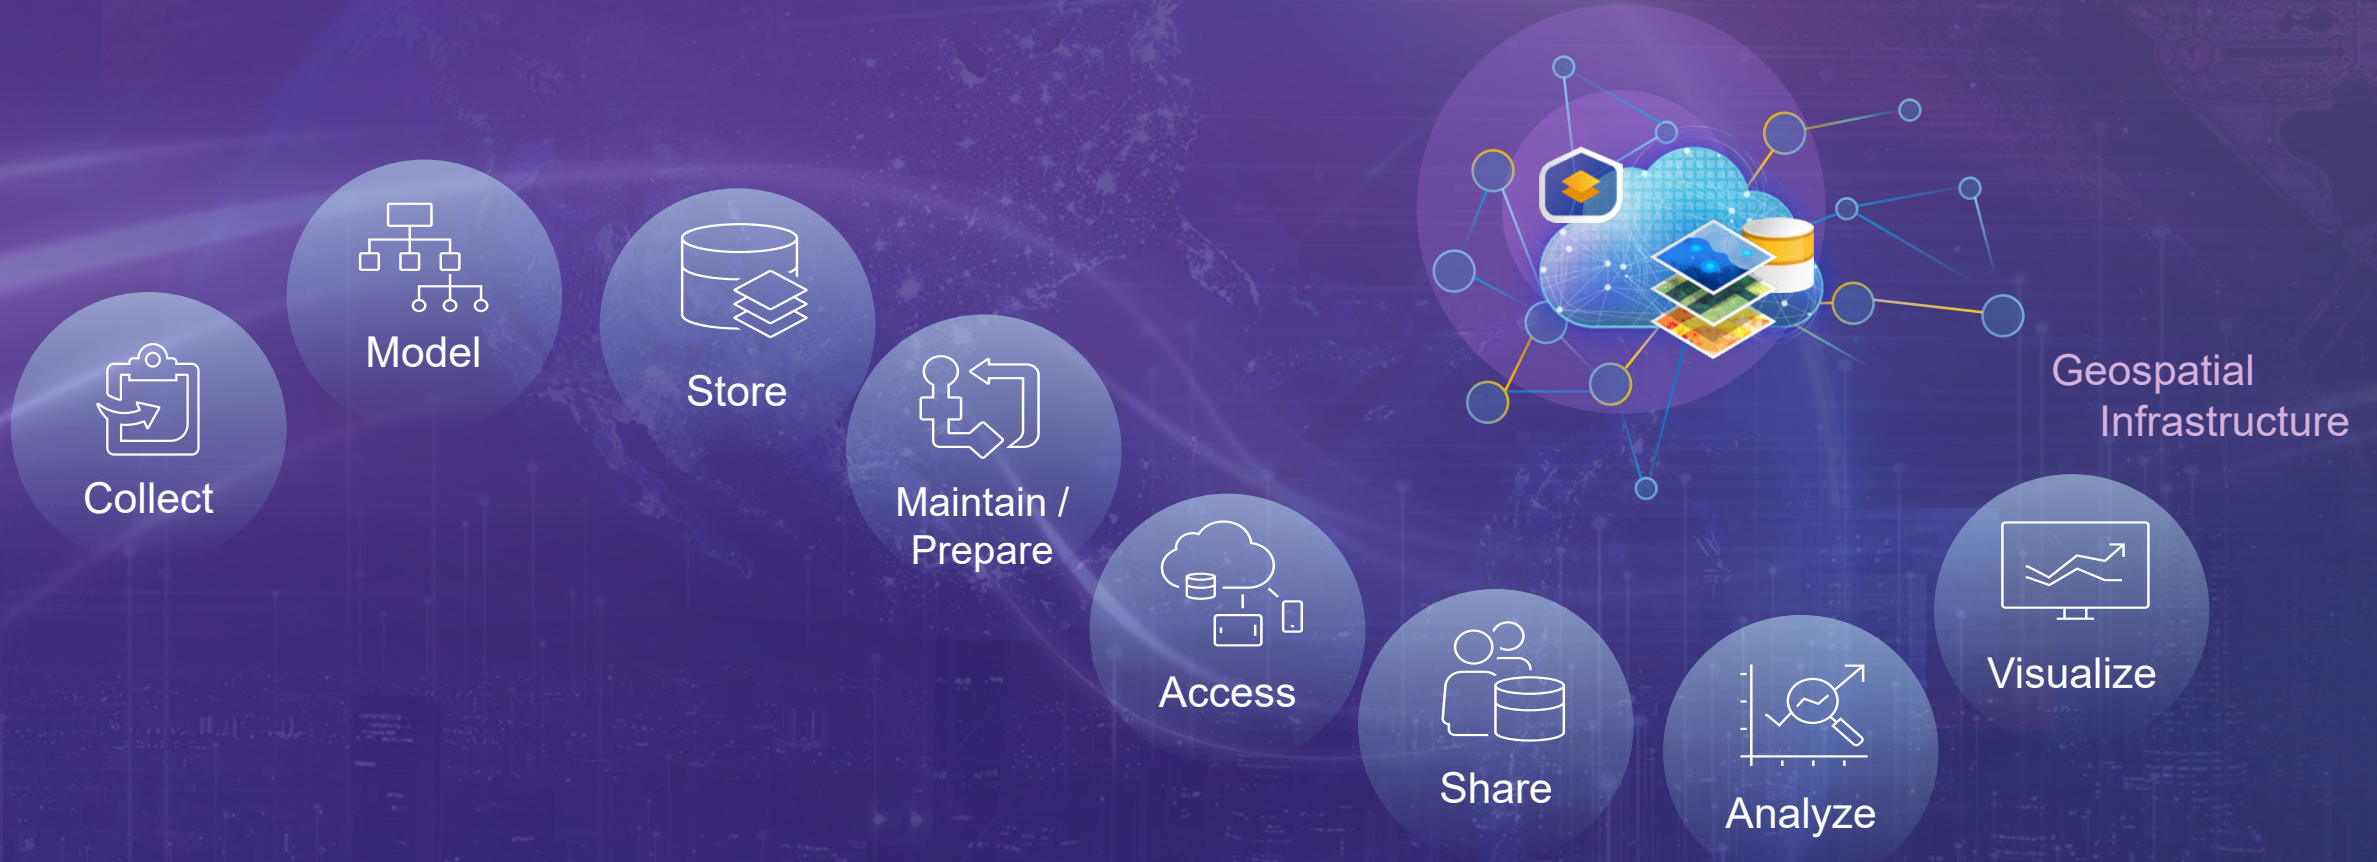 Collect
Model
Store
Maintain /
Prepare
Access
Share
Analyze
Visualize
Geospatial
Infrastructure